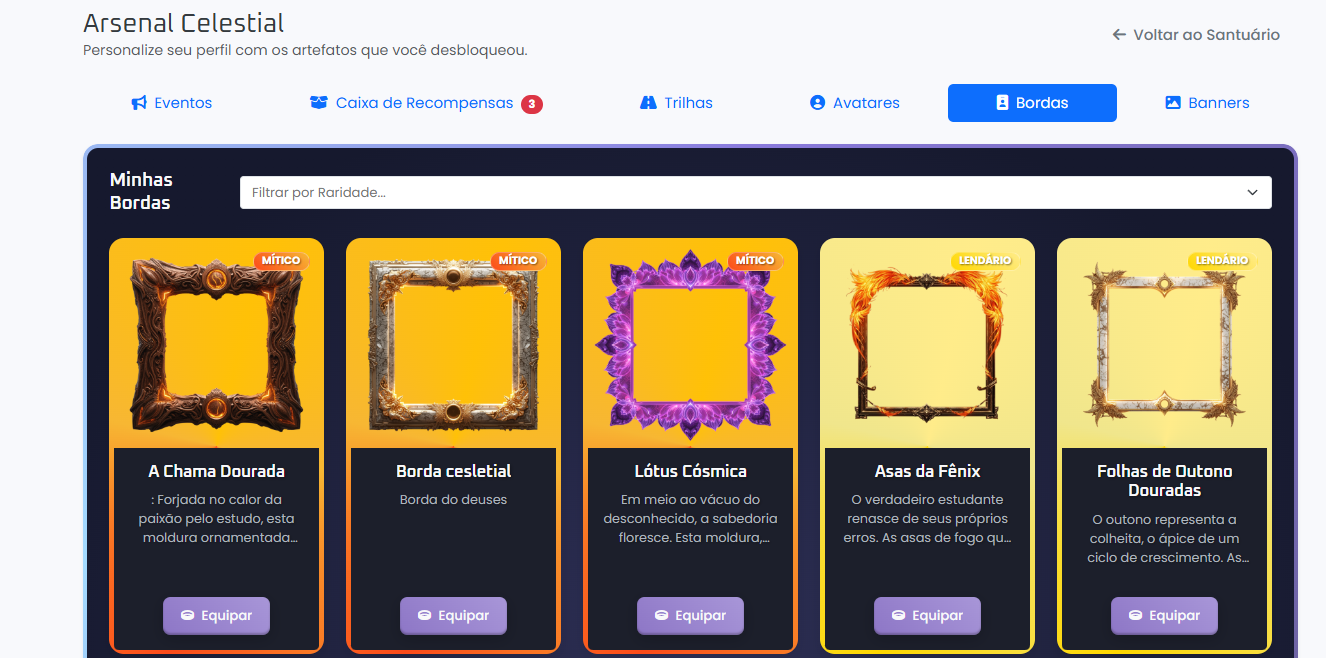 Arsenal Celestial
Personalize seu perfil com os artefatos que você desbloqueou.
Voltar ao Santuário
Eventos
Caixa de Recompensas 3
Trilhas
Avatares
Bordas
Banners
Minhas
Bordas
Filtrar por Raridade...
MÍTICO
A Chama Dourada
: Forjada no calor da
paixão pelo estudo, esta
moldura ornamentada...
Equipar
MÍTICO
Borda cesletial
Borda do deuses
Equipar
MÍTICO
Lótus Cósmica
Em meio ao vácuo do
desconhecido, a sabedoria
floresce. Esta moldura,...
Equipar
LENDÁRIO
Asas da Fênix
O verdadeiro estudante
renasce de seus próprios
erros. As asas de fogo qu...
Equipar
LENDÁRIO
Folhas de Outono
Douradas
O outono representa a
colheita, o ápice de um
ciclo de crescimento. As...
Equipar